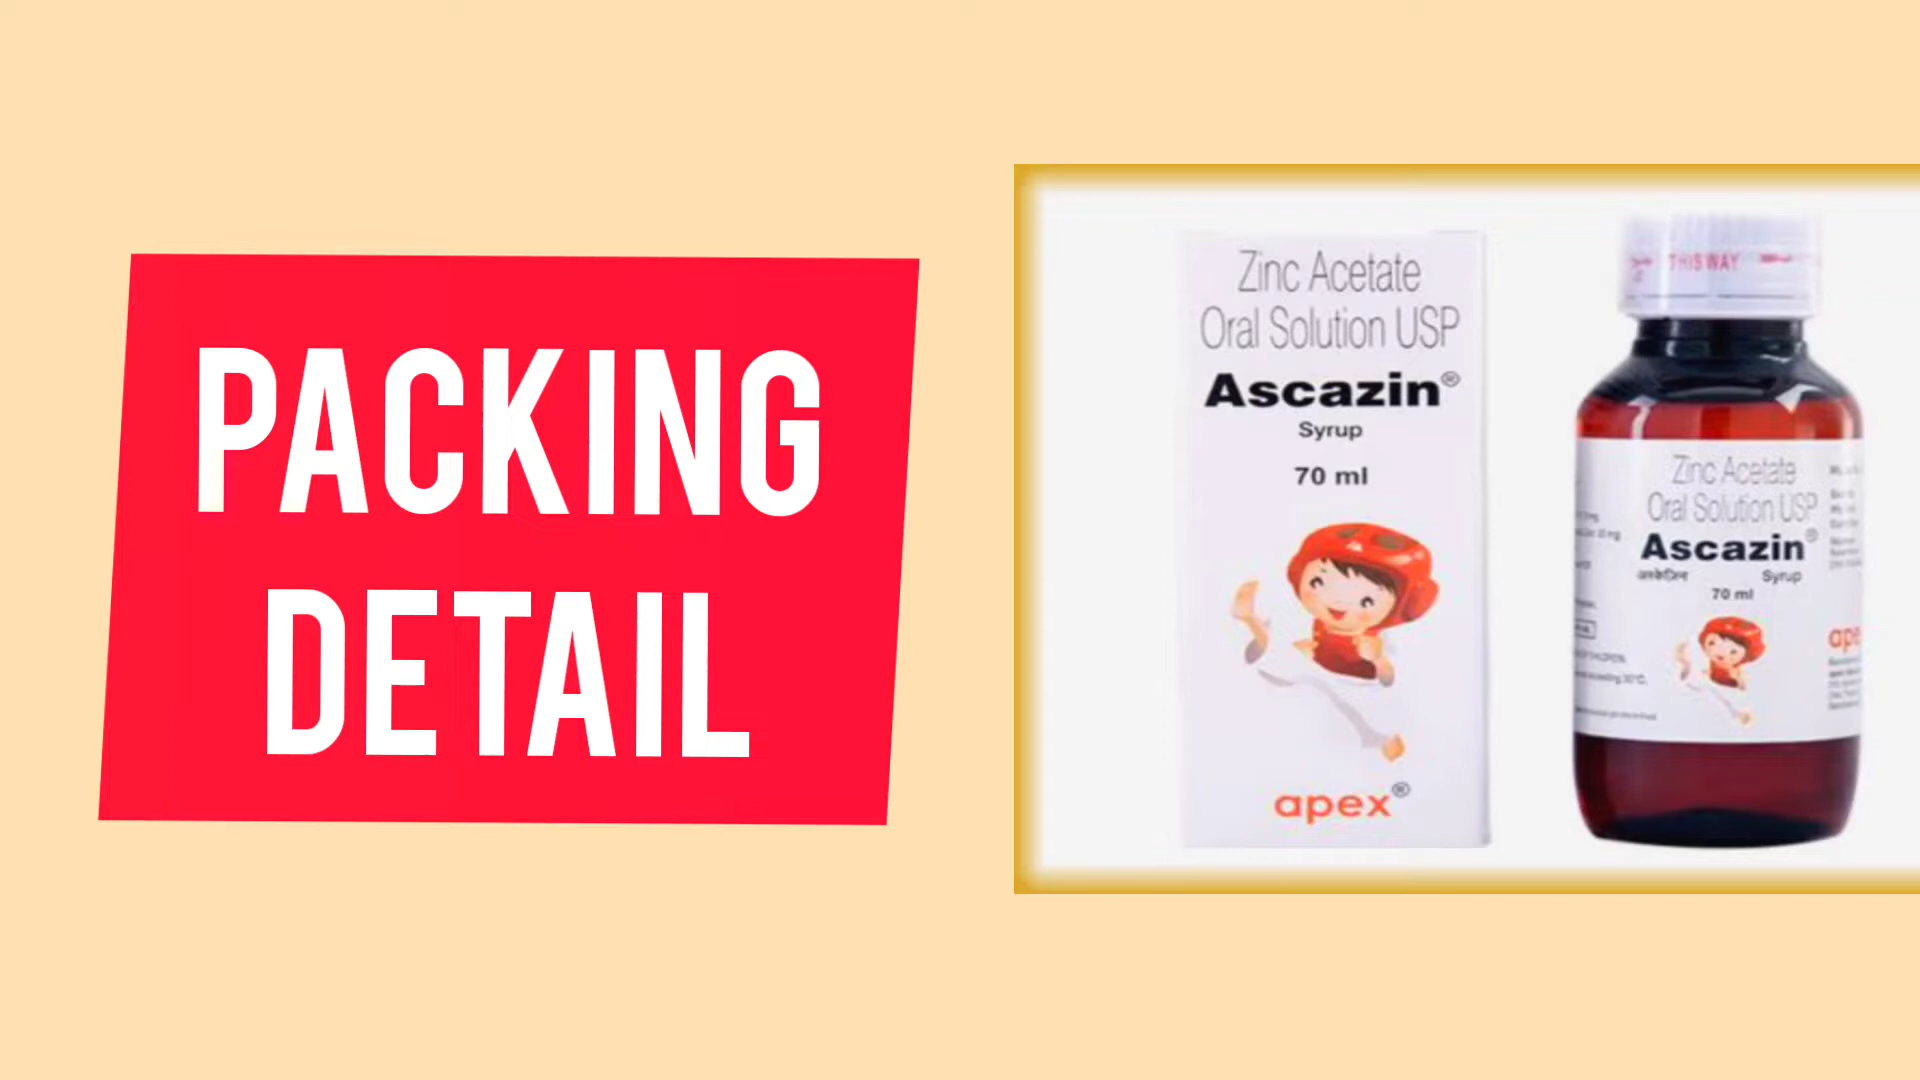 PACKING
DETAIL
Zinc Acetate
Oral Solution USP
Ascazin®
Syrup
70 ml
apex®
THIS WAY
Zinc Acetate
Oral Solution USP
Ascazin®
Syrup
70 ml
ape